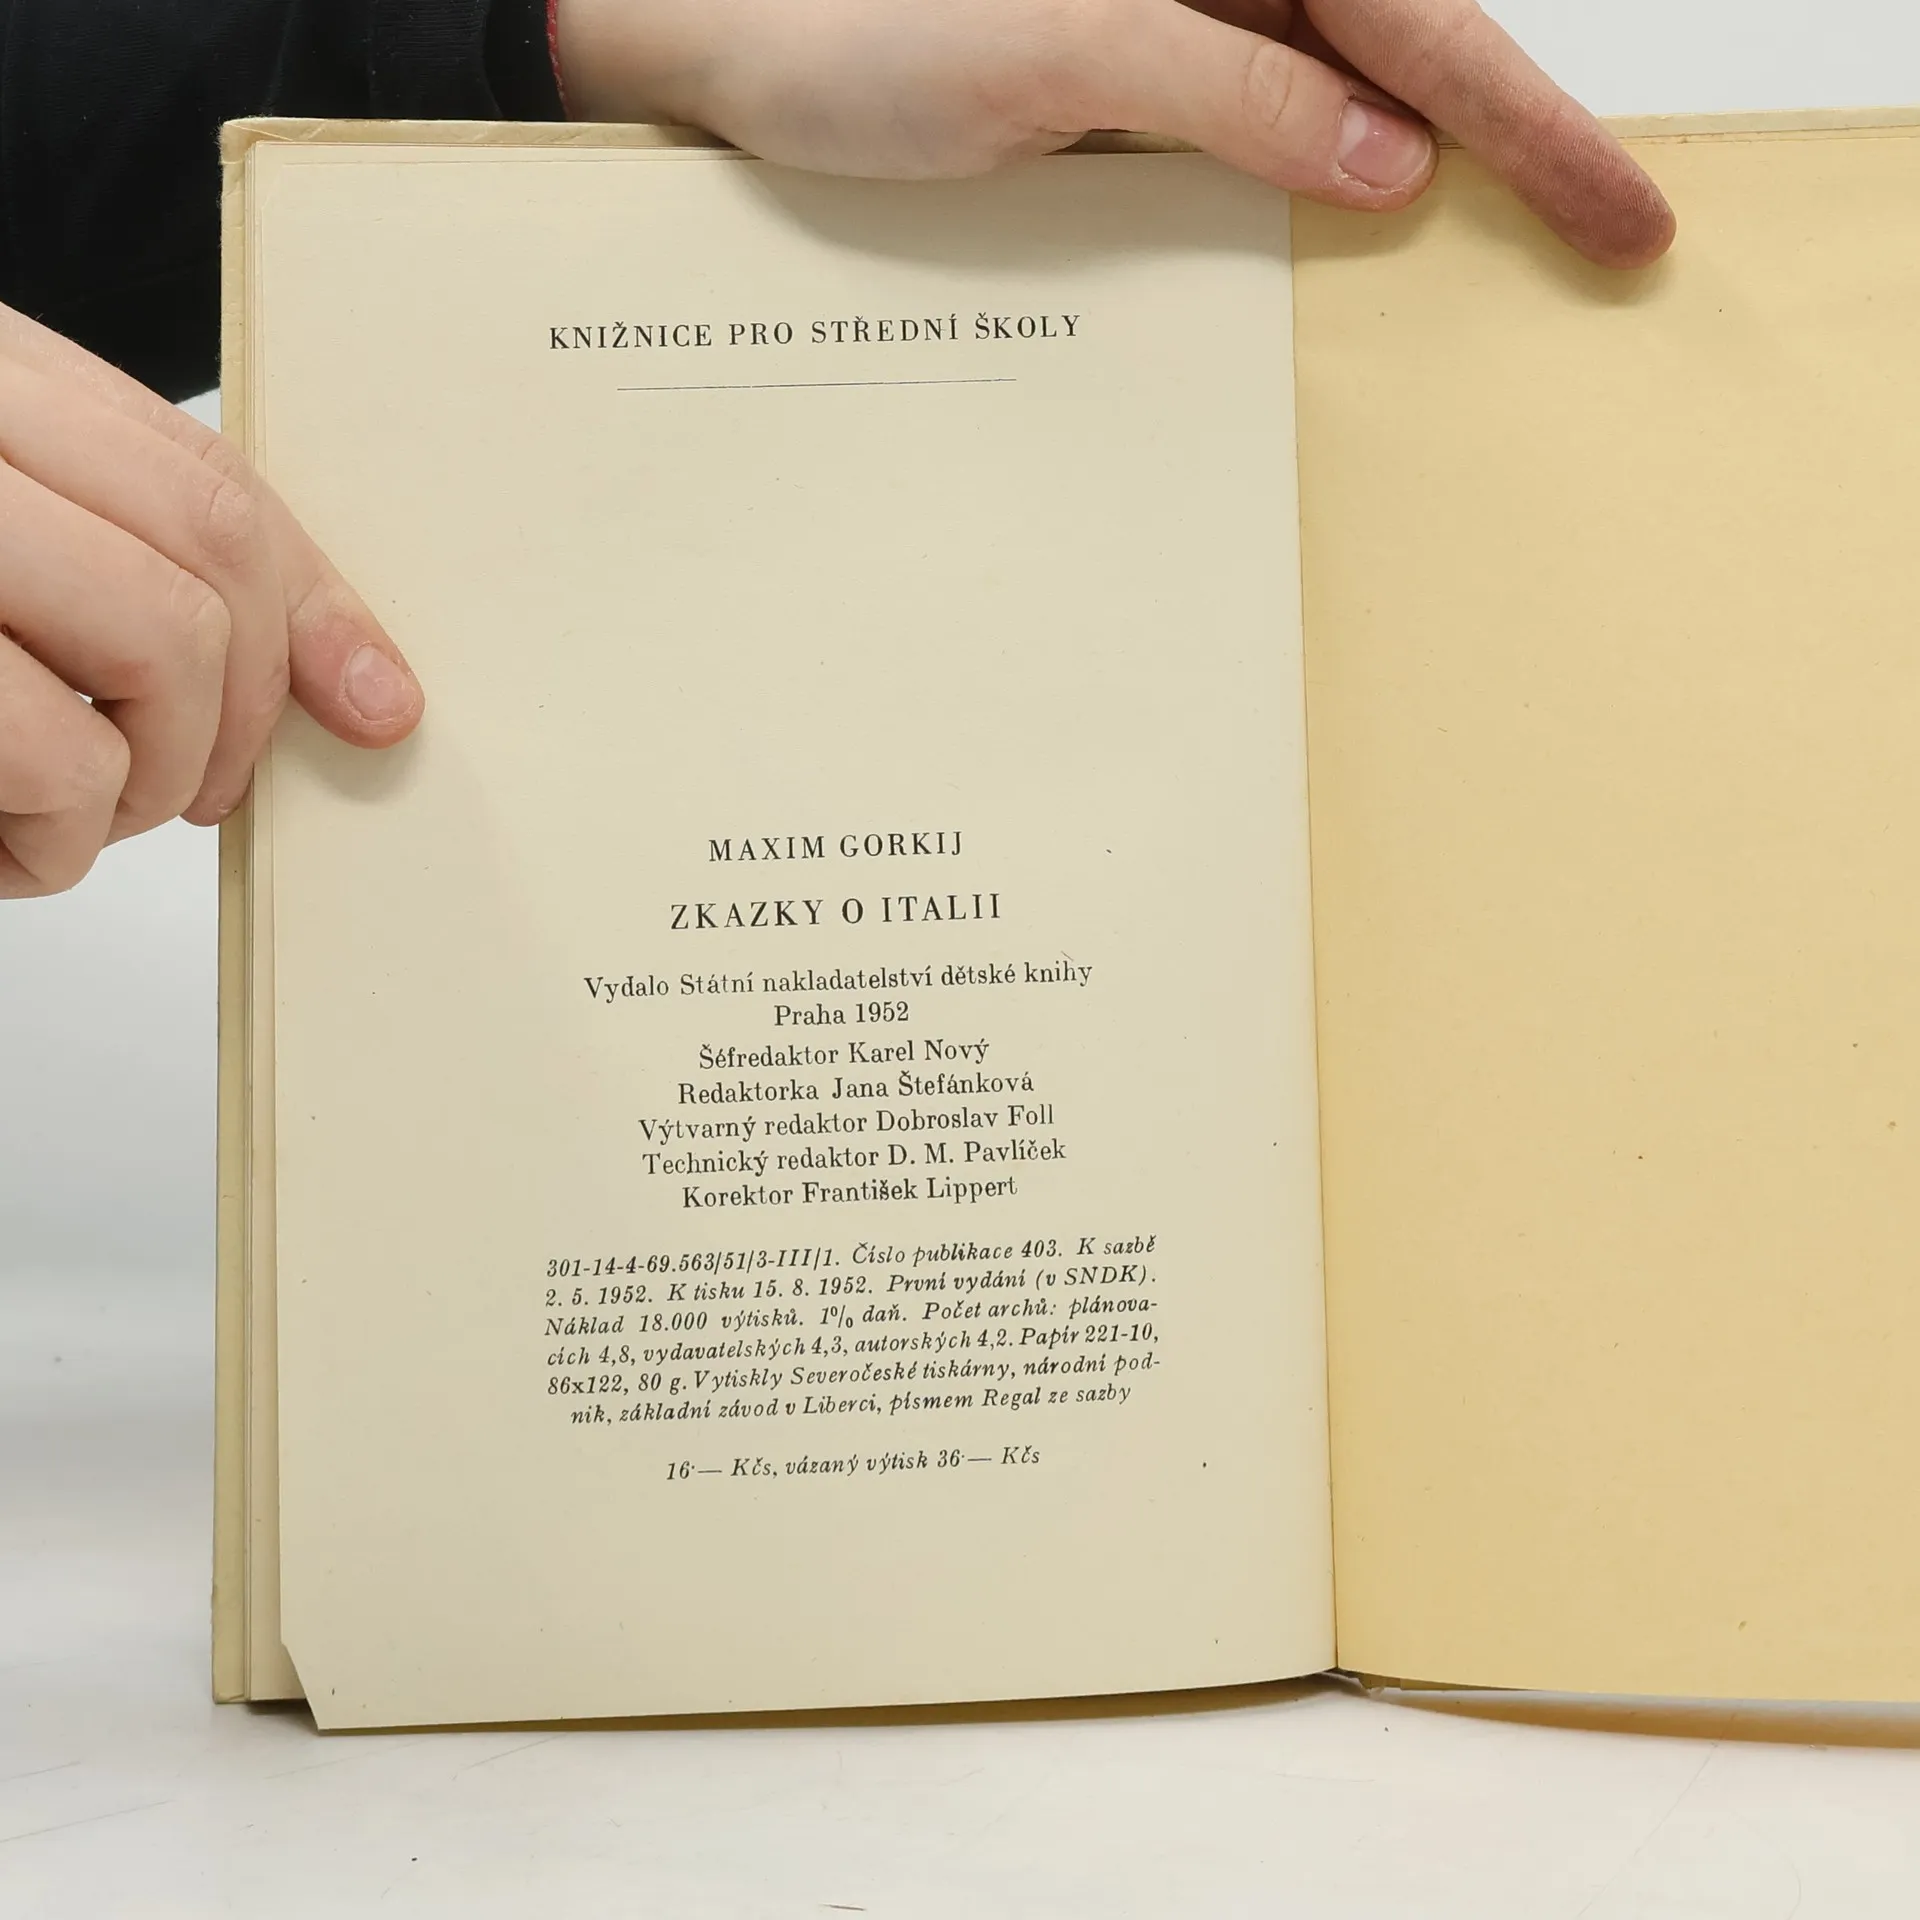 KNIŽNICE PRO STŘEDNÍ ŠKOLY
MAXIM GORKIJ
ZKAZKY O ITALII
Vydalo Státní nakladatelství dětské knihy
Praha 1952
Šéfredaktor Karel Nový
Redaktorka Jana Štefánková
Výtvarný redaktor Dobroslav Foll
Technický redaktor D. M. Pavlíček
Korektor František Lippert
301-14-4-69.563/51/3-III/1. Číslo publikace 403. K sazbě
2. 5. 1952. K tisku 15. 8. 1952. První vydání (v SNDK).
Náklad 18.000 výtisků. 1% daň. Počet archů: plánova-
cích 4,8, vydavatelských 4,3, autorských 4,2. Papír 221-10,
86x122, 80 g. Vytiskly Severočeské tiskárny, národní pod-
nik, základní závod v Liberci, písmem Regal ze sazby
16·— Kčs, vázaný výtisk 36·— Kčs